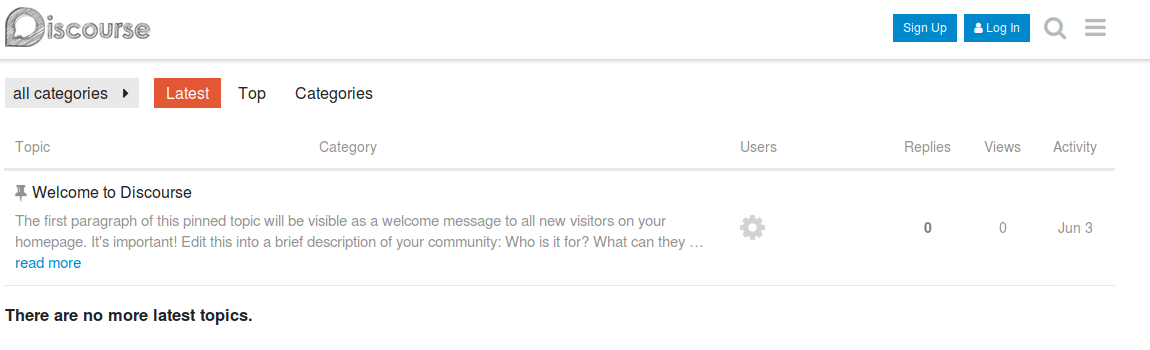 Discourse
Sign Up Log In
all categories Latest Top Categories
Topic Category Users Replies Views Activity
Welcome to Discourse
The first paragraph of this pinned topic will be visible as a welcome message to all new visitors on your
homepage. It's important! Edit this into a brief description of your community: Who is it for? What can they …
0 0 Jun 3
read more
There are no more latest topics.